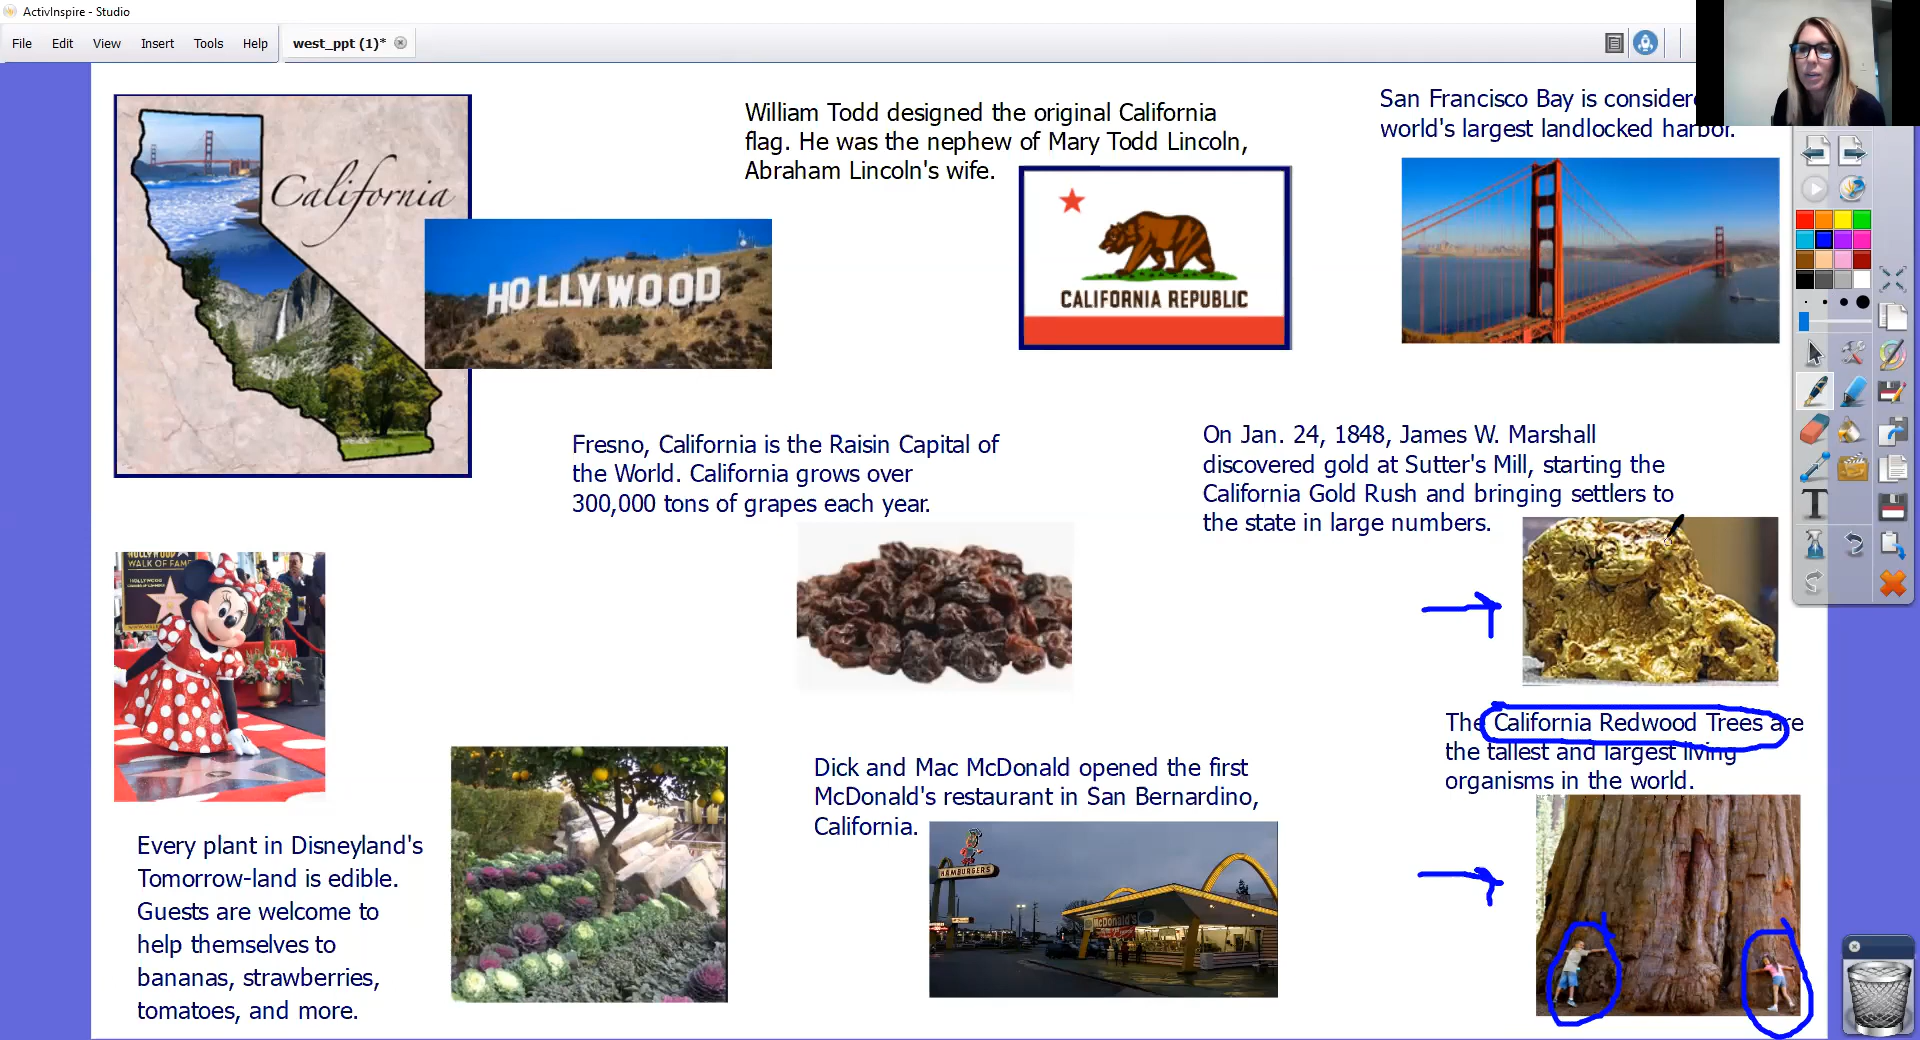 ActivInspire - Studio
File Edit View Insert Tools Help west_ppt (1)*
California
HOLLYWOOD
William Todd designed the original California
flag. He was the nephew of Mary Todd Lincoln,
Abraham Lincoln's wife.
CALIFORNIA REPUBLIC
San Francisco Bay is
world's largest landlocked harbor.
Fresno, California is the Raisin Capital of
the World. California grows over
300,000 tons of grapes each year.
On Jan. 24, 1848, James W. Marshall
discovered gold at Sutter's Mill, starting the
California Gold Rush and bringing settlers to
the state in large numbers.
WALK OF FAME
The California Redwood Trees are
the tallest and largest living
organisms in the world.
Every plant in Disneyland's
Tomorrow-land is edible.
Guests are welcome to
help themselves to
bananas, strawberries,
tomatoes, and more.
Dick and Mac McDonald opened the first
McDonald's restaurant in San Bernardino,
California.
HAMBURGERS
McDonald's
T